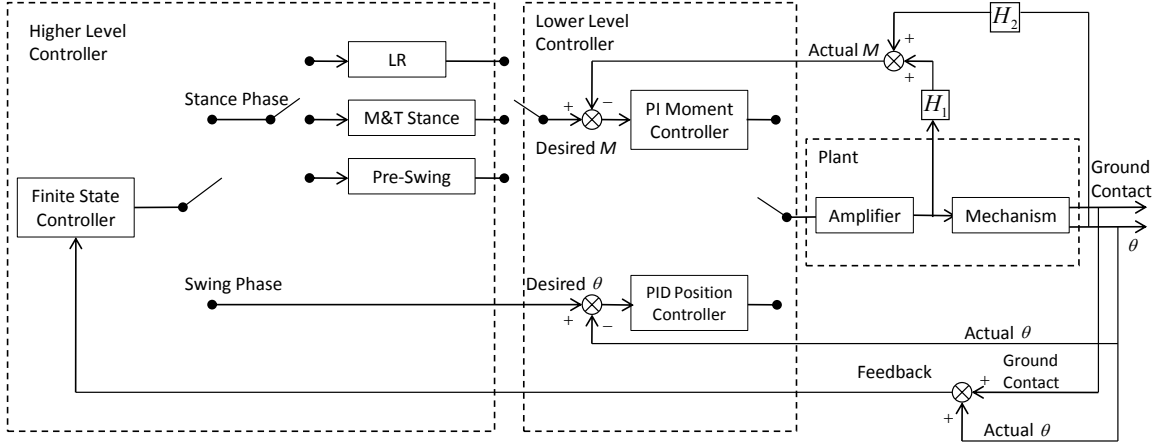 Higher Level
Controller
LR
Stance Phase
M&T Stance
Pre-Swing
Finite State
Controller
Swing Phase
Lower Level
Controller
+
−
Desired M
PI Moment
Controller
Desired θ
+
−
PID Position
Controller
Actual M
+
+
H₂
H₁
Plant
Amplifier
Mechanism
Ground
Contact
θ
Actual θ
Feedback
+
Ground
Contact
+
Actual θ